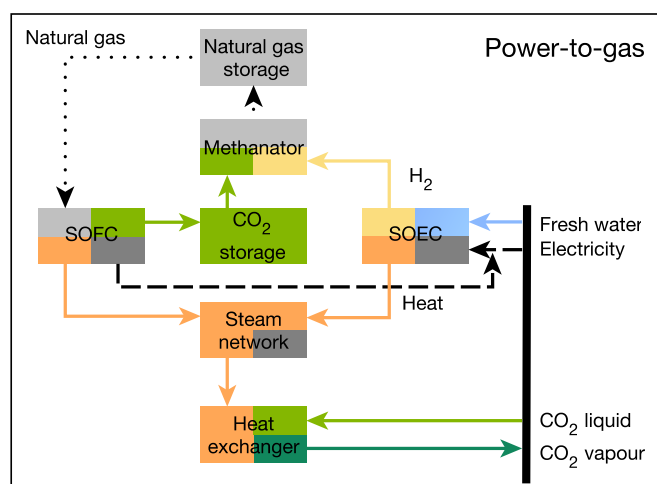 Natural gas
Natural gas
storage
Power-to-gas
Methanator
H2
SOFC
CO2
storage
SOEC
Fresh water
Electricity
Heat
Steam
network
Heat
exchanger
CO2 liquid
CO2 vapour